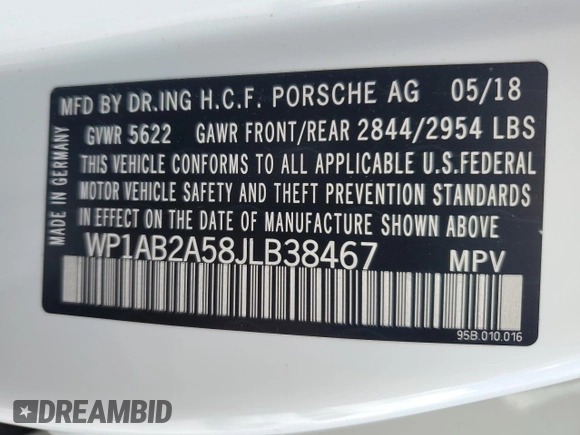 MADE IN GERMANY
MFD BY DR.ING H.C.F. PORSCHE AG 05/18
GVWR 5622 GAWR FRONT/REAR 2844/2954 LBS
THIS VEHICLE CONFORMS TO ALL APPLICABLE U.S.FEDERAL
MOTOR VEHICLE SAFETY AND THEFT PREVENTION STANDARDS
IN EFFECT ON THE DATE OF MANUFACTURE SHOWN ABOVE.
WP1AB2A58JLB38467 MPV
95B.010.016
DREAMBID